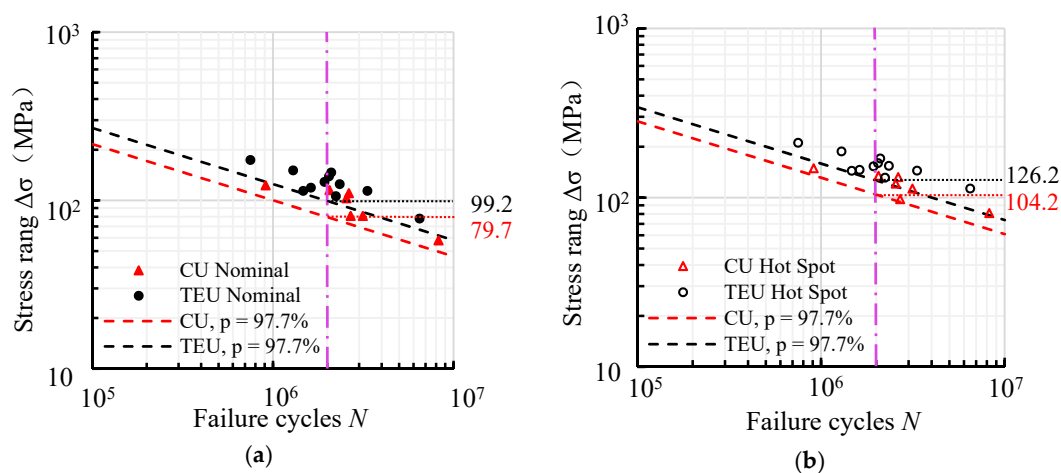 10³
10²
10
Stress rang Δσ（MPa）
99.2
79.7
CU Nominal
TEU Nominal
CU, p = 97.7%
TEU, p = 97.7%
10⁵
10⁶
10⁷
Failure cycles N
(a)
10³
10²
10
Stress rang Δσ（MPa）
126.2
104.2
CU Hot Spot
TEU Hot Spot
CU, p = 97.7%
TEU, p = 97.7%
10⁵
10⁶
10⁷
Failure cycles N
(b)